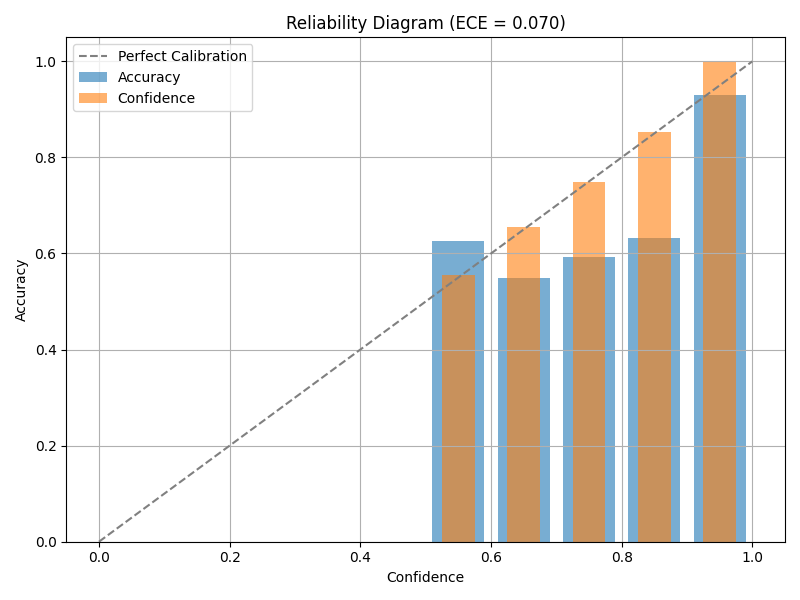 Reliability Diagram (ECE = 0.070)
Perfect Calibration
Accuracy
Confidence
Accuracy
1.0
0.8
0.6
0.4
0.2
0.0
0.0 0.2 0.4 0.6 0.8 1.0
Confidence